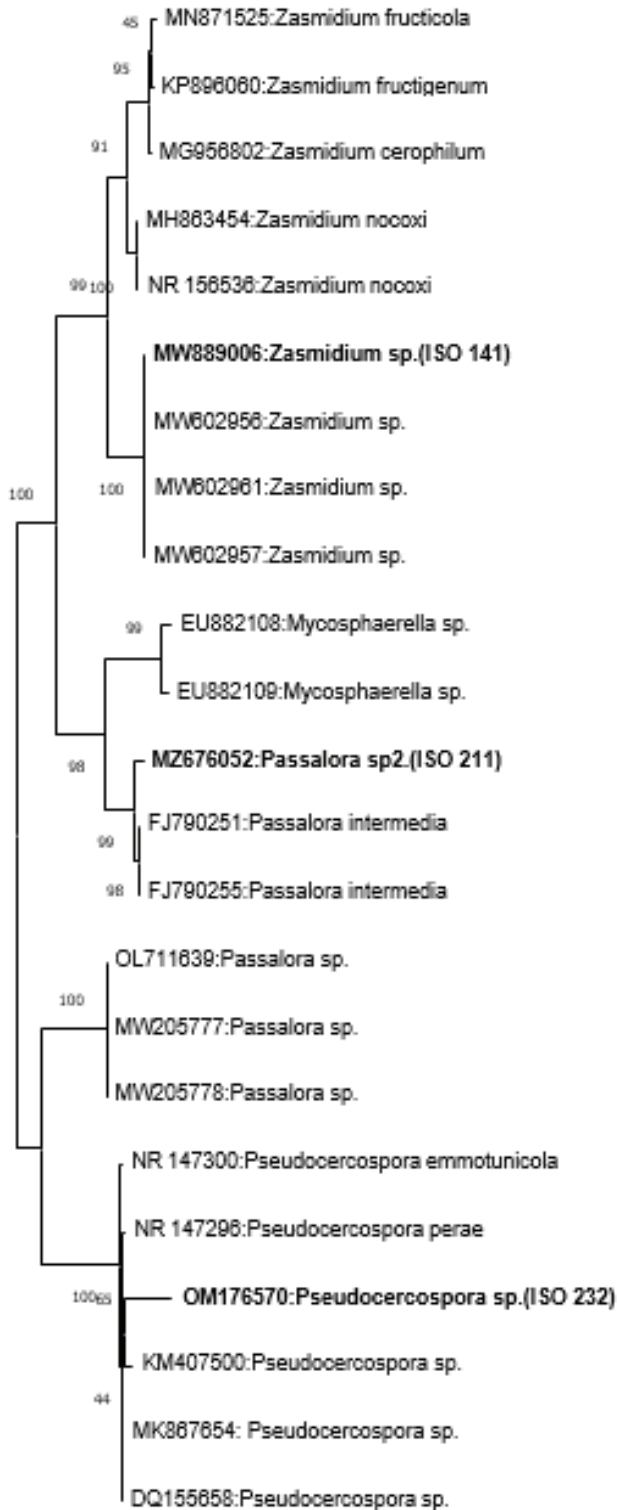 45
MN871525:Zasmidium fructicola
95
KP896060:Zasmidium fructigenum
91
MG956802:Zasmidium cerophilum
MH863454:Zasmidium nocoxi
99 100
NR 156536:Zasmidium nocoxi
MW889006:Zasmidium sp.(ISO 141)
MW602956:Zasmidium sp.
100
100
MW602961:Zasmidium sp.
MW602957:Zasmidium sp.
99
EU882108:Mycosphaerella sp.
EU882109:Mycosphaerella sp.
98
MZ676052:Passalora sp2.(ISO 211)
FJ790251:Passalora intermedia
99
98
FJ790255:Passalora intermedia
OL711639:Passalora sp.
100
MW205777:Passalora sp.
MW205778:Passalora sp.
NR 147300:Pseudocercospora emmotunicola
NR 147296:Pseudocercospora perae
10065
OM176570:Pseudocercospora sp.(ISO 232)
KM407500:Pseudocercospora sp.
44
MK867654: Pseudocercospora sp.
DQ155658:Pseudocercospora sp.